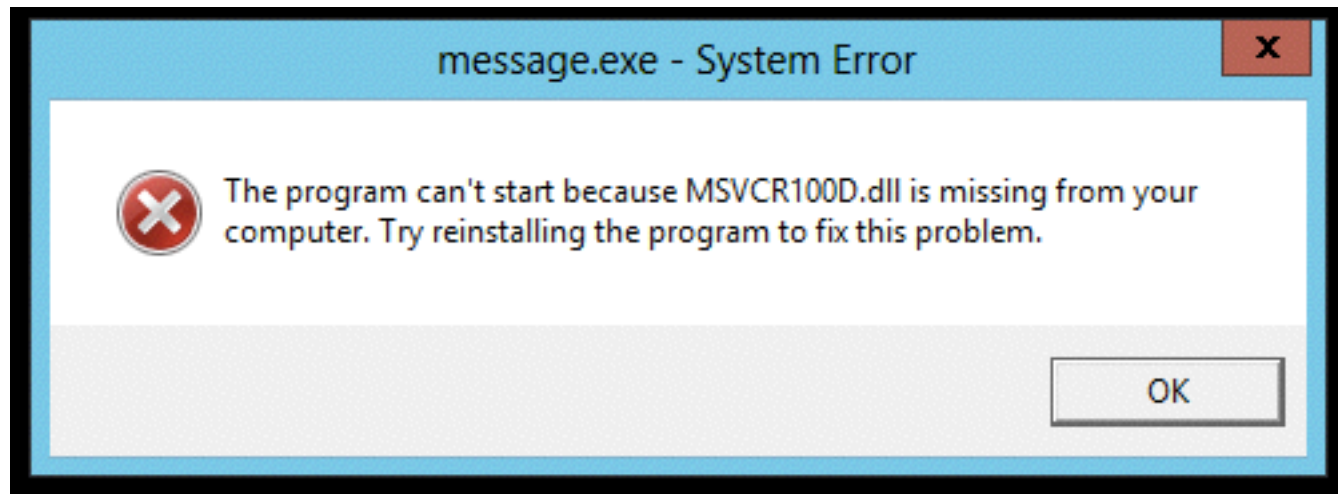 message.exe - System Error
x
The program can't start because MSVCR100D.dll is missing from your
computer. Try reinstalling the program to fix this problem.
OK